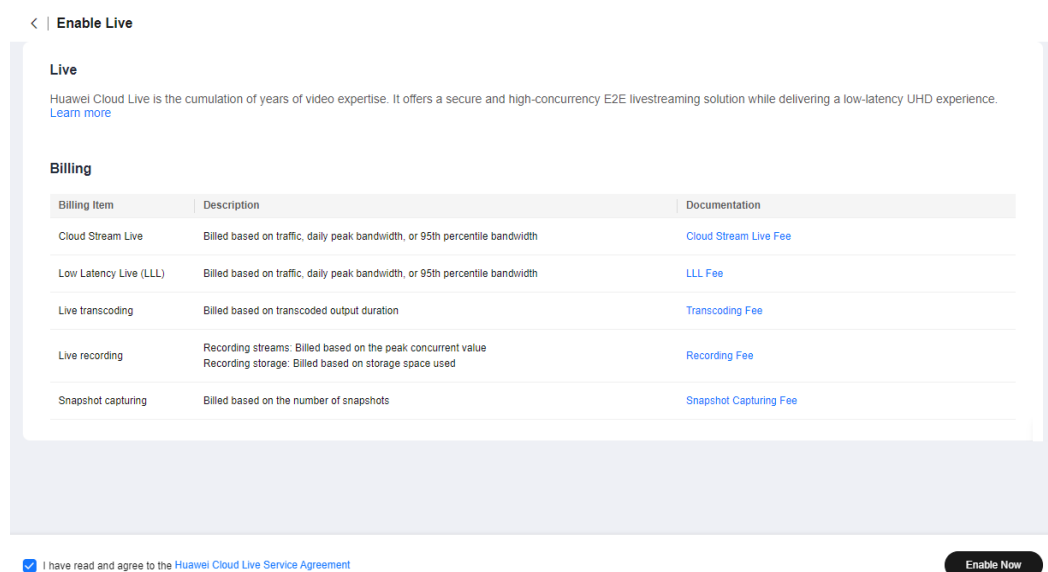 Enable Live
Live
Huawei Cloud Live is the cumulation of years of video expertise. It offers a secure and high-concurrency E2E livestreaming solution while delivering a low-latency UHD experience.
Learn more
Billing
Billing Item Description Documentation
Cloud Stream Live Billed based on traffic, daily peak bandwidth, or 95th percentile bandwidth Cloud Stream Live Fee
Low Latency Live (LLL) Billed based on traffic, daily peak bandwidth, or 95th percentile bandwidth LLL Fee
Live transcoding Billed based on transcoded output duration Transcoding Fee
Live recording Recording streams: Billed based on the peak concurrent value Recording Fee
Recording storage: Billed based on storage space used
Snapshot capturing Billed based on the number of snapshots Snapshot Capturing Fee
I have read and agree to the Huawei Cloud Live Service Agreement Enable Now